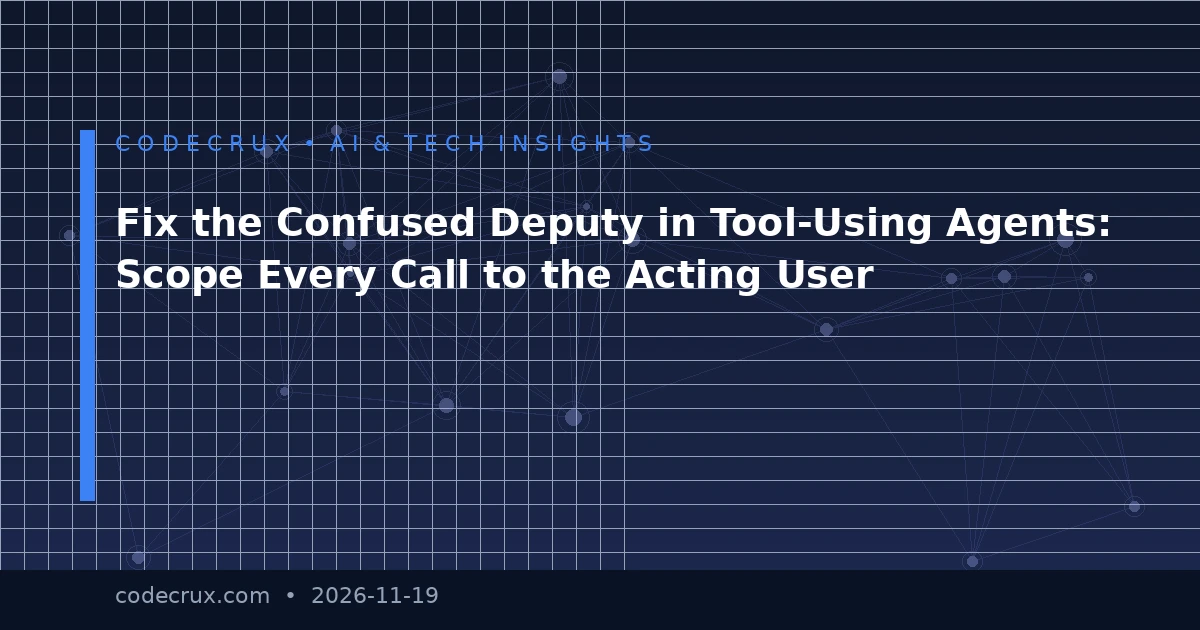 CODECRUX • AI & TECH INSIGHTS
Fix the Confused Deputy in Tool-Using Agents:
Scope Every Call to the Acting User
codecrux.com • 2026-11-19